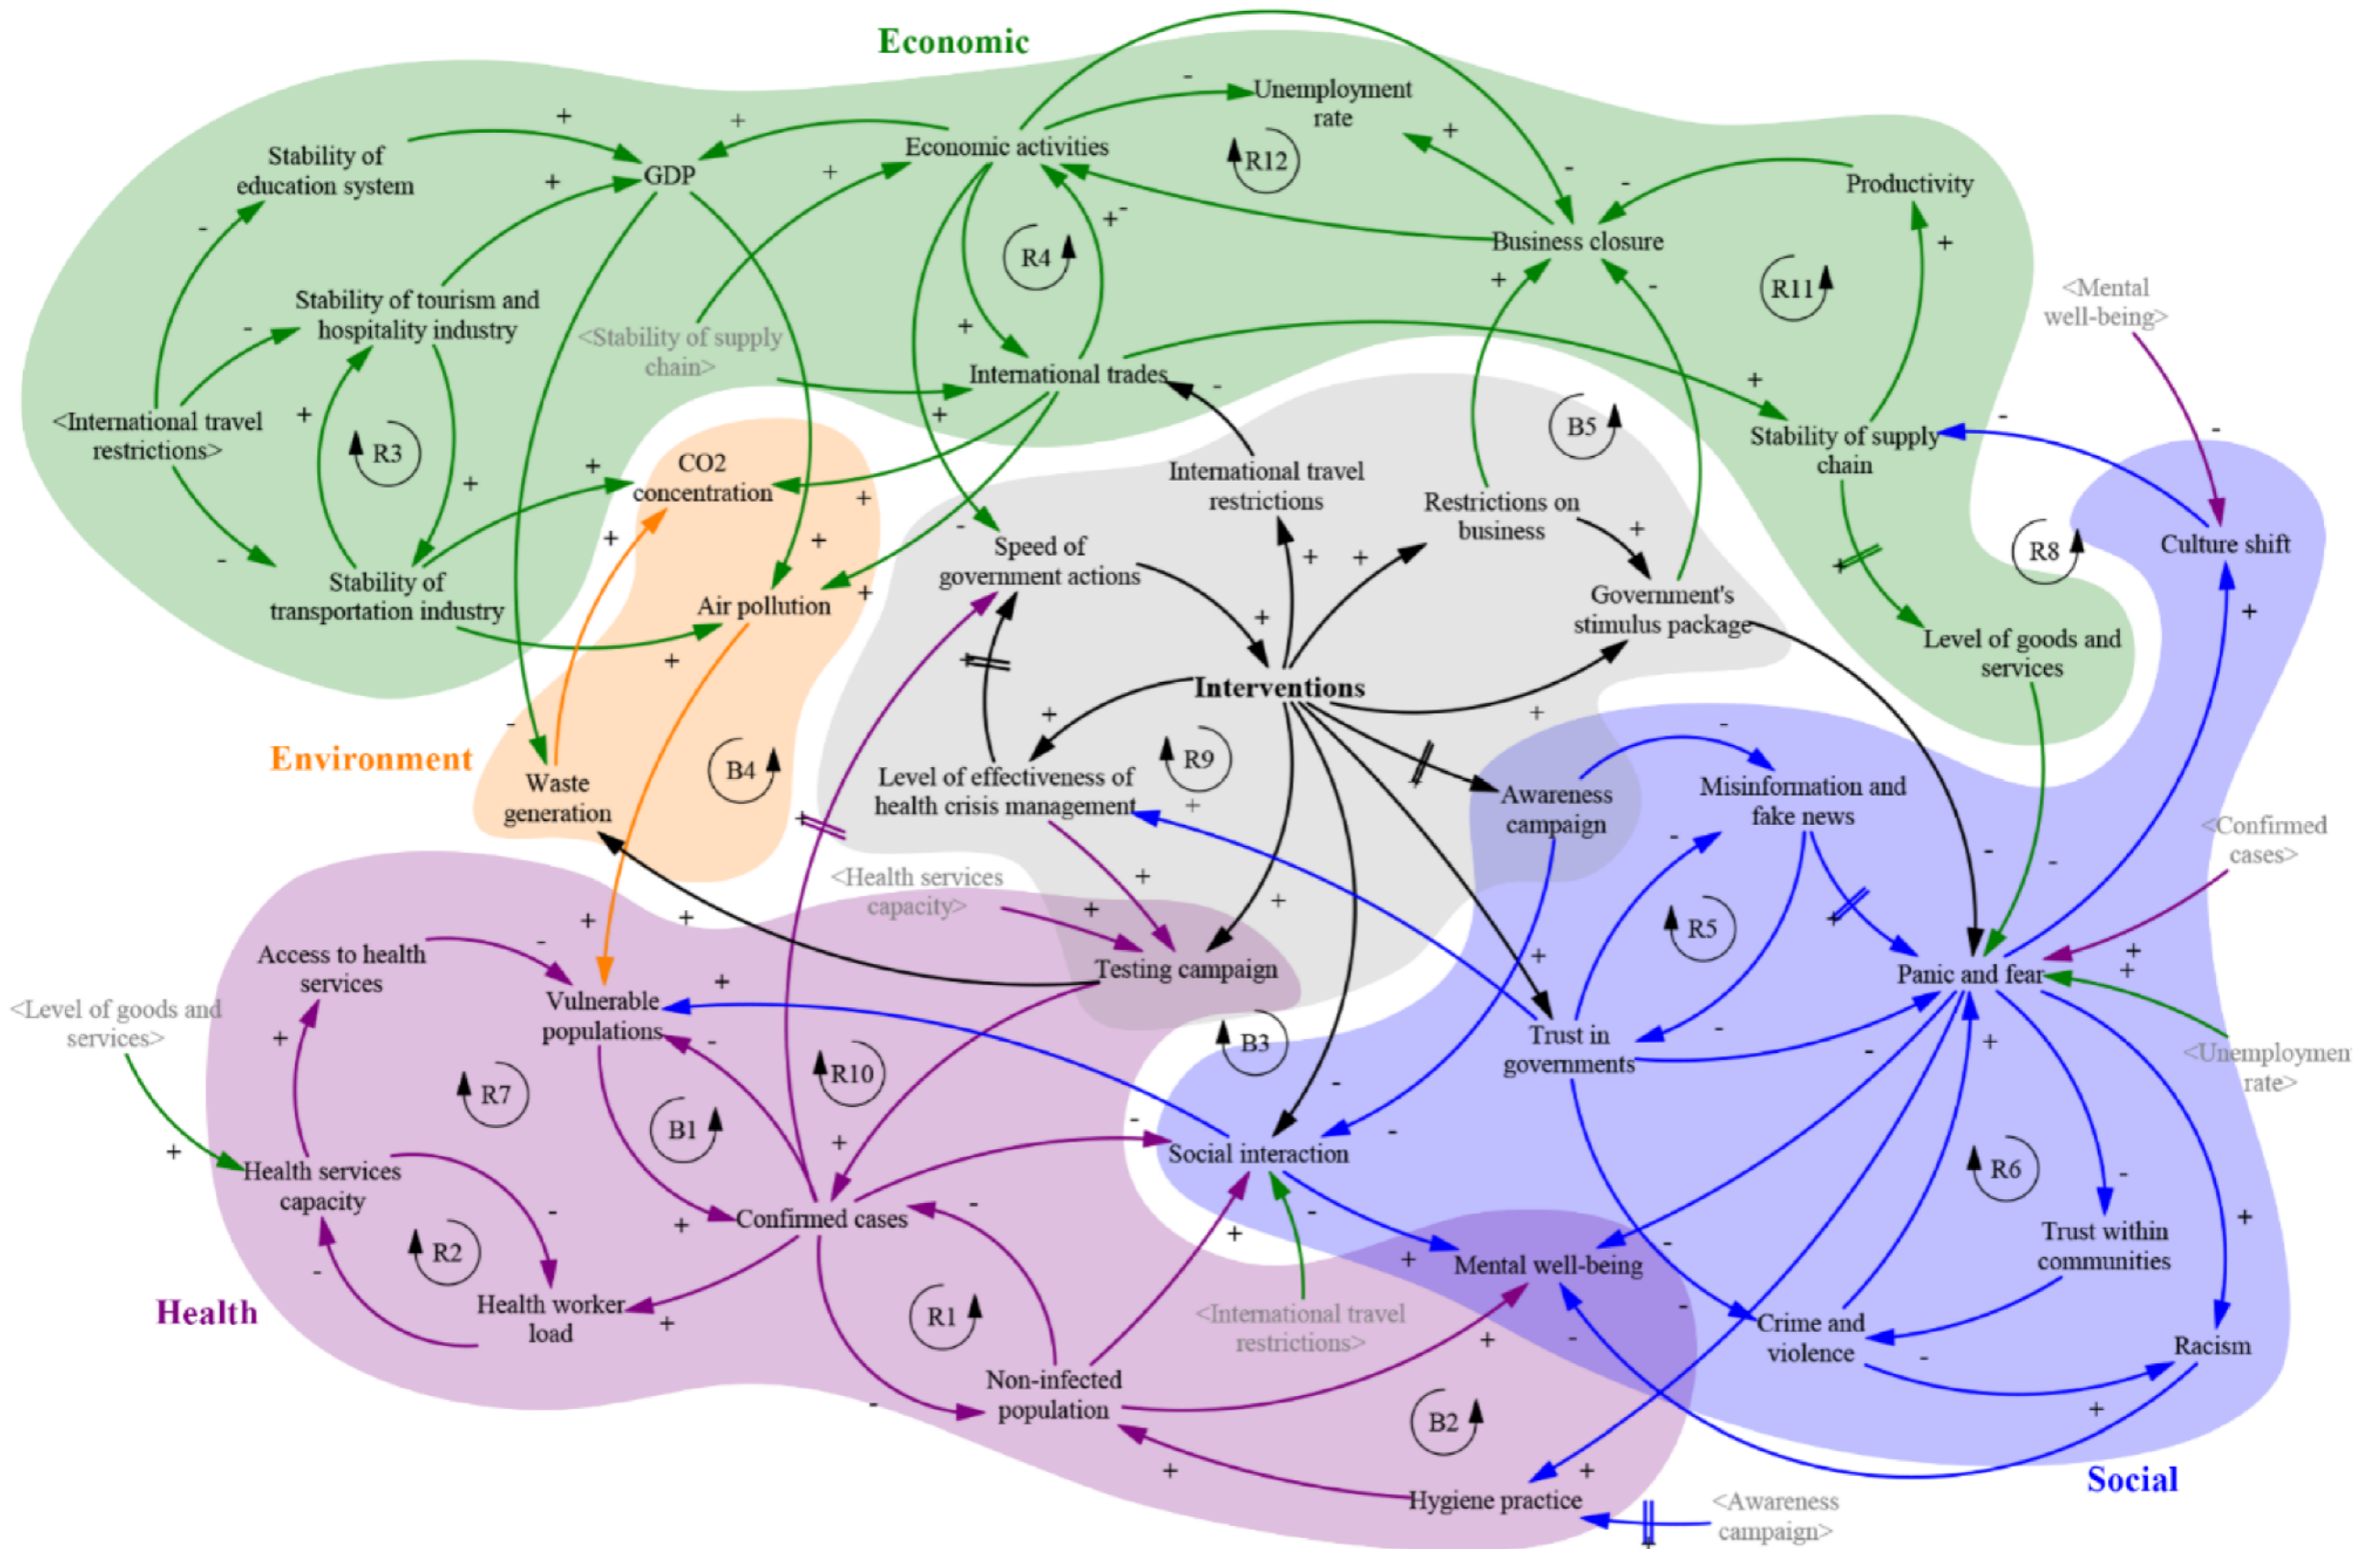 Economic
Unemployment
rate
Economic activities
R12
Stability of
education system
GDP
Productivity
Business closure
R4
R11
<Mental
well-being>
Stability of tourism and
hospitality industry
<Stability of supply
chain>
International trades
<International travel
restrictions>
R3
B5
Stability of supply
chain
CO2
concentration
International travel
restrictions
Restrictions on
business
Speed of
government actions
R8
Culture shift
Stability of
transportation industry
Air pollution
Government's
stimulus package
Level of goods and
services
Interventions
Environment
B4
R9
Waste
generation
Level of effectiveness of
health crisis management
Awareness
campaign
Misinformation and
fake news
<Confirmed
cases>
<Health services
capacity>
R5
Access to health
services
Testing campaign
Panic and fear
<Level of goods and
services>
Vulnerable
populations
Trust in
governments
B3
<Unemploymen
rate>
R7
R10
B1
Social interaction
R6
Health services
capacity
Confirmed cases
Trust within
communities
R2
Mental well-being
Health
Health worker
load
R1
<International travel
restrictions>
Crime and
violence
Racism
Non-infected
population
B2
Social
Hygiene practice
<Awareness
campaign>